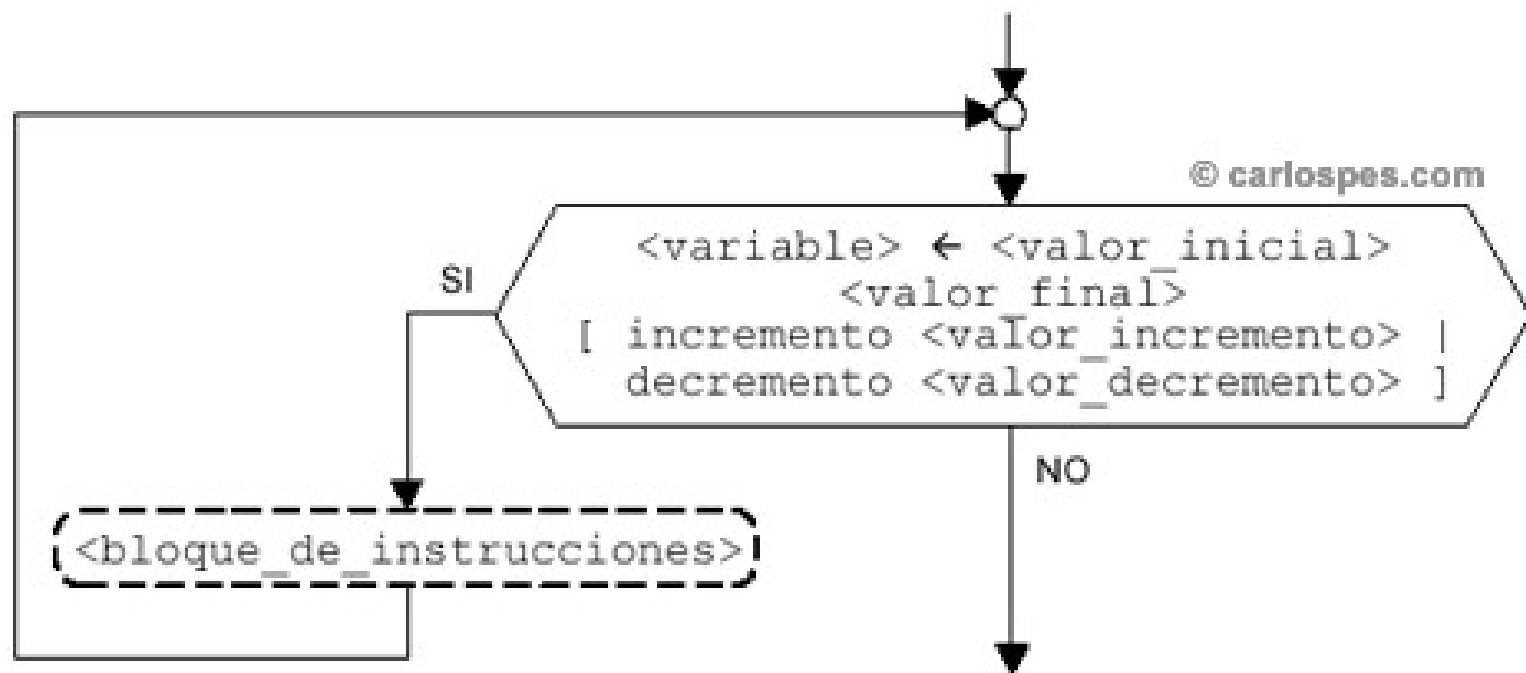 © carlospes.com
<variable> ← <valor_inicial>
SI
<valor_final>
[ incremento <valor_incremento> |
decremento <valor_decremento> ]
NO
<bloque_de_instrucciones>